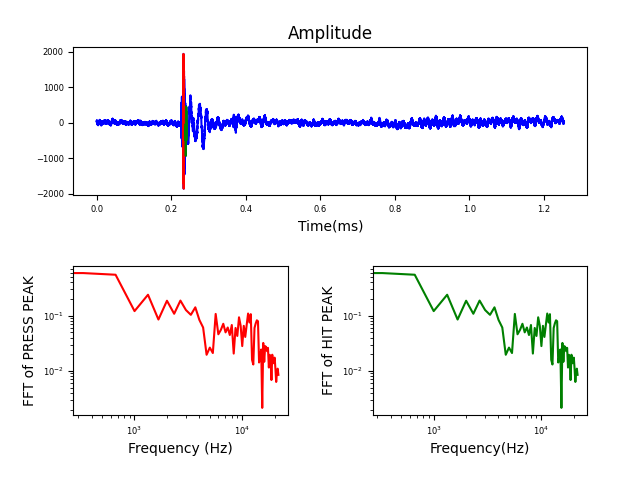 Amplitude
2000
1000
0
−1000
−2000
0.0 0.2 0.4 0.6 0.8 1.0 1.2
Time(ms)
FFT of PRESS PEAK
10⁻¹
10⁻²
10³ 10⁴
Frequency (Hz)
FFT of HIT PEAK
10⁻¹
10⁻²
10³ 10⁴
Frequency(Hz)